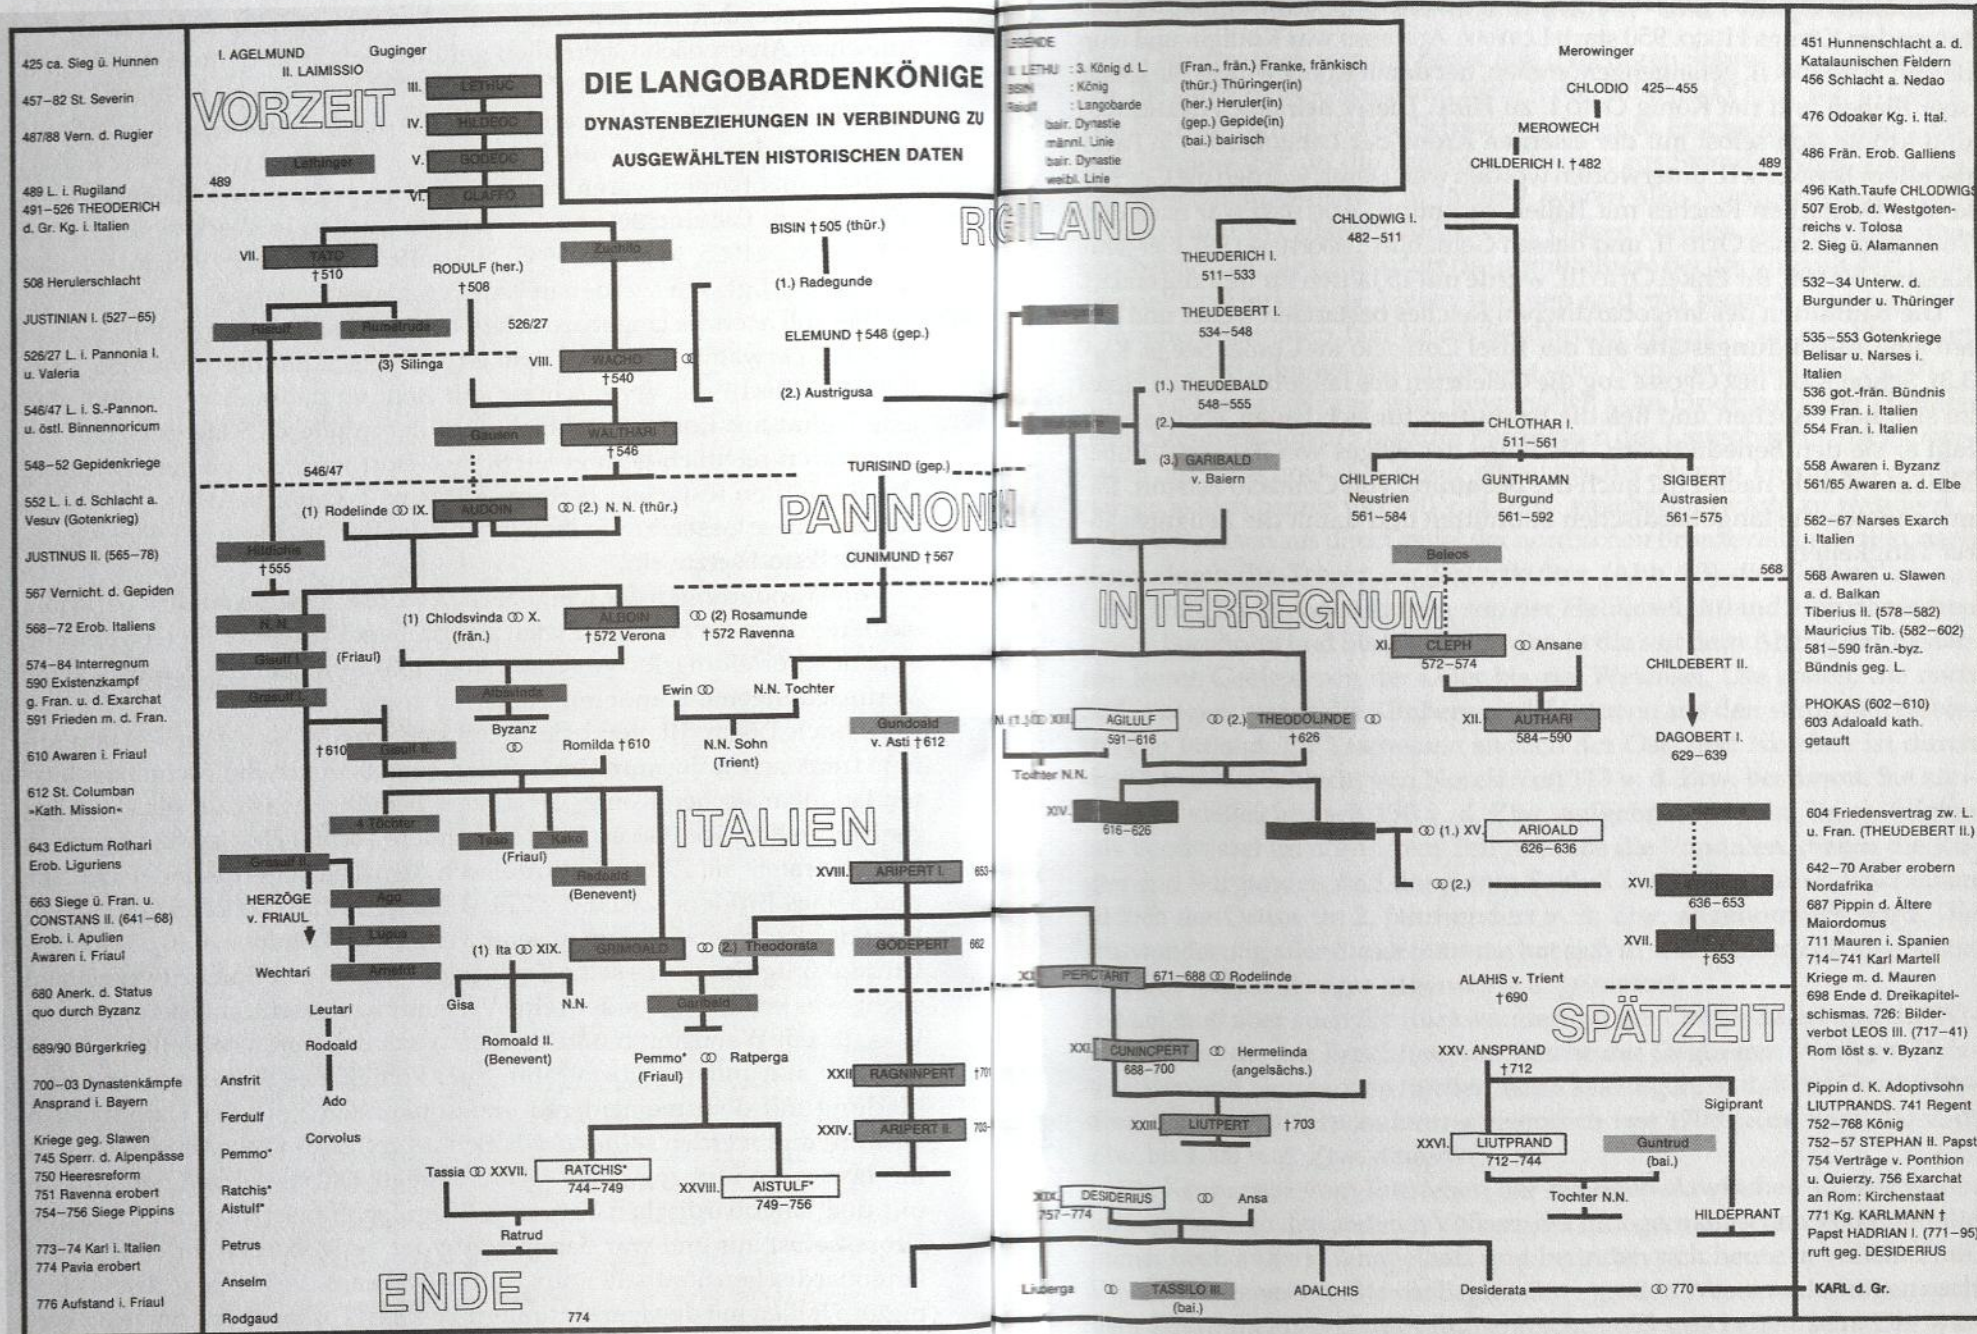 425 ca. Sieg ü. Hunnen
457–82 St. Severin
487/88 Vern. d. Rugier
489 L. i. Rugiland
491–526 THEODERICH
d. Gr. Kg. i. Italien
508 Herulerschlacht
JUSTINIAN I. (527–65)
526/27 L. i. Pannonia I.
u. Valeria
546/47 L. i. S.-Pannon.
u. östl. Binnennoricum
548–52 Gepidenkriege
552 L. i. d. Schlacht a.
Vesuv (Gotenkrieg)
JUSTINUS II. (565–78)
567 Vernicht. d. Gepiden
568–72 Erob. Italiens
574–84 Interregnum
590 Existenzkampf
g. Fran. u. d. Exarchat
591 Frieden m. d. Fran.
610 Awaren i. Friaul
612 St. Columban
»Kath. Mission«
643 Edictum Rothari
Erob. Liguriens
663 Siege ü. Fran. u.
CONSTANS II. (641–68)
Erob. i. Apulien
Awaren i. Friaul
680 Anerk. d. Status
quo durch Byzanz
689/90 Bürgerkrieg
700–03 Dynastenkämpfe
Ansprand i. Bayern
Kriege geg. Slawen
745 Sperr. d. Alpenpässe
750 Heeresreform
751 Ravenna erobert
754–756 Siege Pippins
773–74 Karl i. Italien
774 Pavia erobert
776 Aufstand i. Friaul
I. AGELMUND Guginger
II. LAIMISSIO
VORZEIT
III. LETHUC
IV. HILDEOC
Lethinger V. GODEOC
489 VI. CLAFFO
DIE LANGOBARDENKÖNIGE
DYNASTENBEZIEHUNGEN IN VERBINDUNG ZU
AUSGEWÄHLTEN HISTORISCHEN DATEN
LEGENDE
LETHU : 3. König d. L.
BISIN : König
: Langobarde
bair. Dynastie
männl. Linie
bair. Dynastie
weibl. Linie
(Fran., frän.) Franke, fränkisch
(thür.) Thüringer(in)
(her.) Heruler(in)
(gep.) Gepide(in)
(bai.) bairisch
Merowinger
CHLODIO 425–455
MEROWECH
CHILDERICH I. †482
489
VII. TATO
†510
Zuchilo
RODULF (her.)
†508
BISIN †505 (thür.)
(1.) Radegunde
Risiulf Rumetruda
526/27
ELEMUND †548 (gep.)
(3) Silinga
VIII. WACHO ⚭
†540
(2.) Austrigusa
Gausen WALTHARI
†546
546/47
TURISIND (gep.)
RUGILAND
CHLODWIG I.
482–511
THEUDERICH I.
511–533
THEUDEBERT I.
534–548
(1.) THEUDEBALD
548–555
(2.) CHLOTHAR I.
511–561
(3.) GARIBALD
v. Baiern
CHILPERICH
Neustrien
561–584
GUNTHRAMN
Burgund
561–592
SIGIBERT
Austrasien
561–575
PANNONIEN
(1) Rodelinde ⚭ IX. AUDOIN ⚭ (2.) N. N. (thür.)
Hildichis
†555
CUNIMUND †567
Beleos
568
N. N.
(1) Chlodsvinda ⚭ X. ALBOIN ⚭ (2) Rosamunde
(frän.) †572 Verona †572 Ravenna
Gisulf I. (Friaul)
Grasulf I.
Albsvinda
Byzanz
⚭
Ewin ⚭ N.N. Tochter
N.N. Sohn
(Trient)
Gundoald
v. Asti †612
†610 Gisulf II. Romilda †610
INTERREGNUM
XI. CLEPH ⚭ Ansane
572–574
CHILDEBERT II.
N. (1.) ⚭ XIII. AGILULF ⚭ (2.) THEODOLINDE ⚭ XII. AUTHARI
591–616 †626 584–590
DAGOBERT I.
629–639
Tochter N.N.
XIV.
616–626
⚭ (1.) XV. ARIOALD
626–636
⚭ (2.) XVI.
636–653
XVII.
†653
ITALIEN
4 Töchter Taso Kako
(Friaul)
Radoald
(Benevent)
Grasulf II.
HERZÖGE
v. FRIAUL
Ago
Lupus
Wechtari Arnefrit
XVIII. ARIPERT I. 653-
(1) Ita ⚭ XIX. GRIMOALD ⚭ (2.) Theodorata GODEPERT 662
Gisa N.N. Garibald
Romoald II.
(Benevent)
PERCTARIT 671–688 ⚭ Rodelinde
ALAHIS v. Trient
†690
SPÄTZEIT
Leutari
Rodoald
Ado
Corvolus
Ansfrit
Ferdulf
Pemmo*
Ratchis*
Aistulf*
Petrus
Anselm
Rodgaud
Pemmo* ⚭ Ratperga
(Friaul)
XXII RAGNINPERT †701
XXIV. ARIPERT II. 703-
XXI. CUNINCPERT ⚭ Hermelinda
688–700 (angelsächs.)
XXIII. LIUTPERT †703
XXV. ANSPRAND
†712
Sigiprant
XXVI. LIUTPRAND Guntrud
712–744 (bai.)
Tochter N.N.
HILDEPRANT
Tassia ⚭ XXVII. RATCHIS*
744–749
XXVIII. AISTULF*
749–756
Ratrud
XIX. DESIDERIUS ⚭ Ansa
757–774
Liuberga ⚭ TASSILO III. ADALCHIS Desiderata ⚭ 770 KARL d. Gr.
(bai.)
ENDE
774
451 Hunnenschlacht a. d.
Katalaunischen Feldern
456 Schlacht a. Nedao
476 Odoaker Kg. i. Ital.
486 Frän. Erob. Galliens
496 Kath.Taufe CHLODWIGS
507 Erob. d. Westgoten-
reichs v. Tolosa
2. Sieg ü. Alamannen
532–34 Unterw. d.
Burgunder u. Thüringer
535–553 Gotenkriege
Belisar u. Narses i.
Italien
536 got.-frän. Bündnis
539 Fran. i. Italien
554 Fran. i. Italien
558 Awaren i. Byzanz
561/65 Awaren a. d. Elbe
562–67 Narses Exarch
i. Italien
568 Awaren u. Slawen
a. d. Balkan
Tiberius II. (578–582)
Mauricius Tib. (582–602)
581–590 frän.-byz.
Bündnis geg. L.
PHOKAS (602–610)
603 Adaloald kath.
getauft
604 Friedensvertrag zw. L.
u. Fran. (THEUDEBERT II.)
642–70 Araber erobern
Nordafrika
687 Pippin d. Ältere
Maiordomus
711 Mauren i. Spanien
714–741 Karl Martell
Kriege m. d. Mauren
698 Ende d. Dreikapitel-
schismas. 726: Bilder-
verbot LEOS III. (717–41)
Rom löst s. v. Byzanz
Pippin d. K. Adoptivsohn
LIUTPRANDS. 741 Regent
752–768 König
752–57 STEPHAN II. Papst
754 Verträge v. Ponthion
u. Quierzy. 756 Exarchat
an Rom: Kirchenstaat
771 Kg. KARLMANN †
Papst HADRIAN I. (771–95)
ruft geg. DESIDERIUS